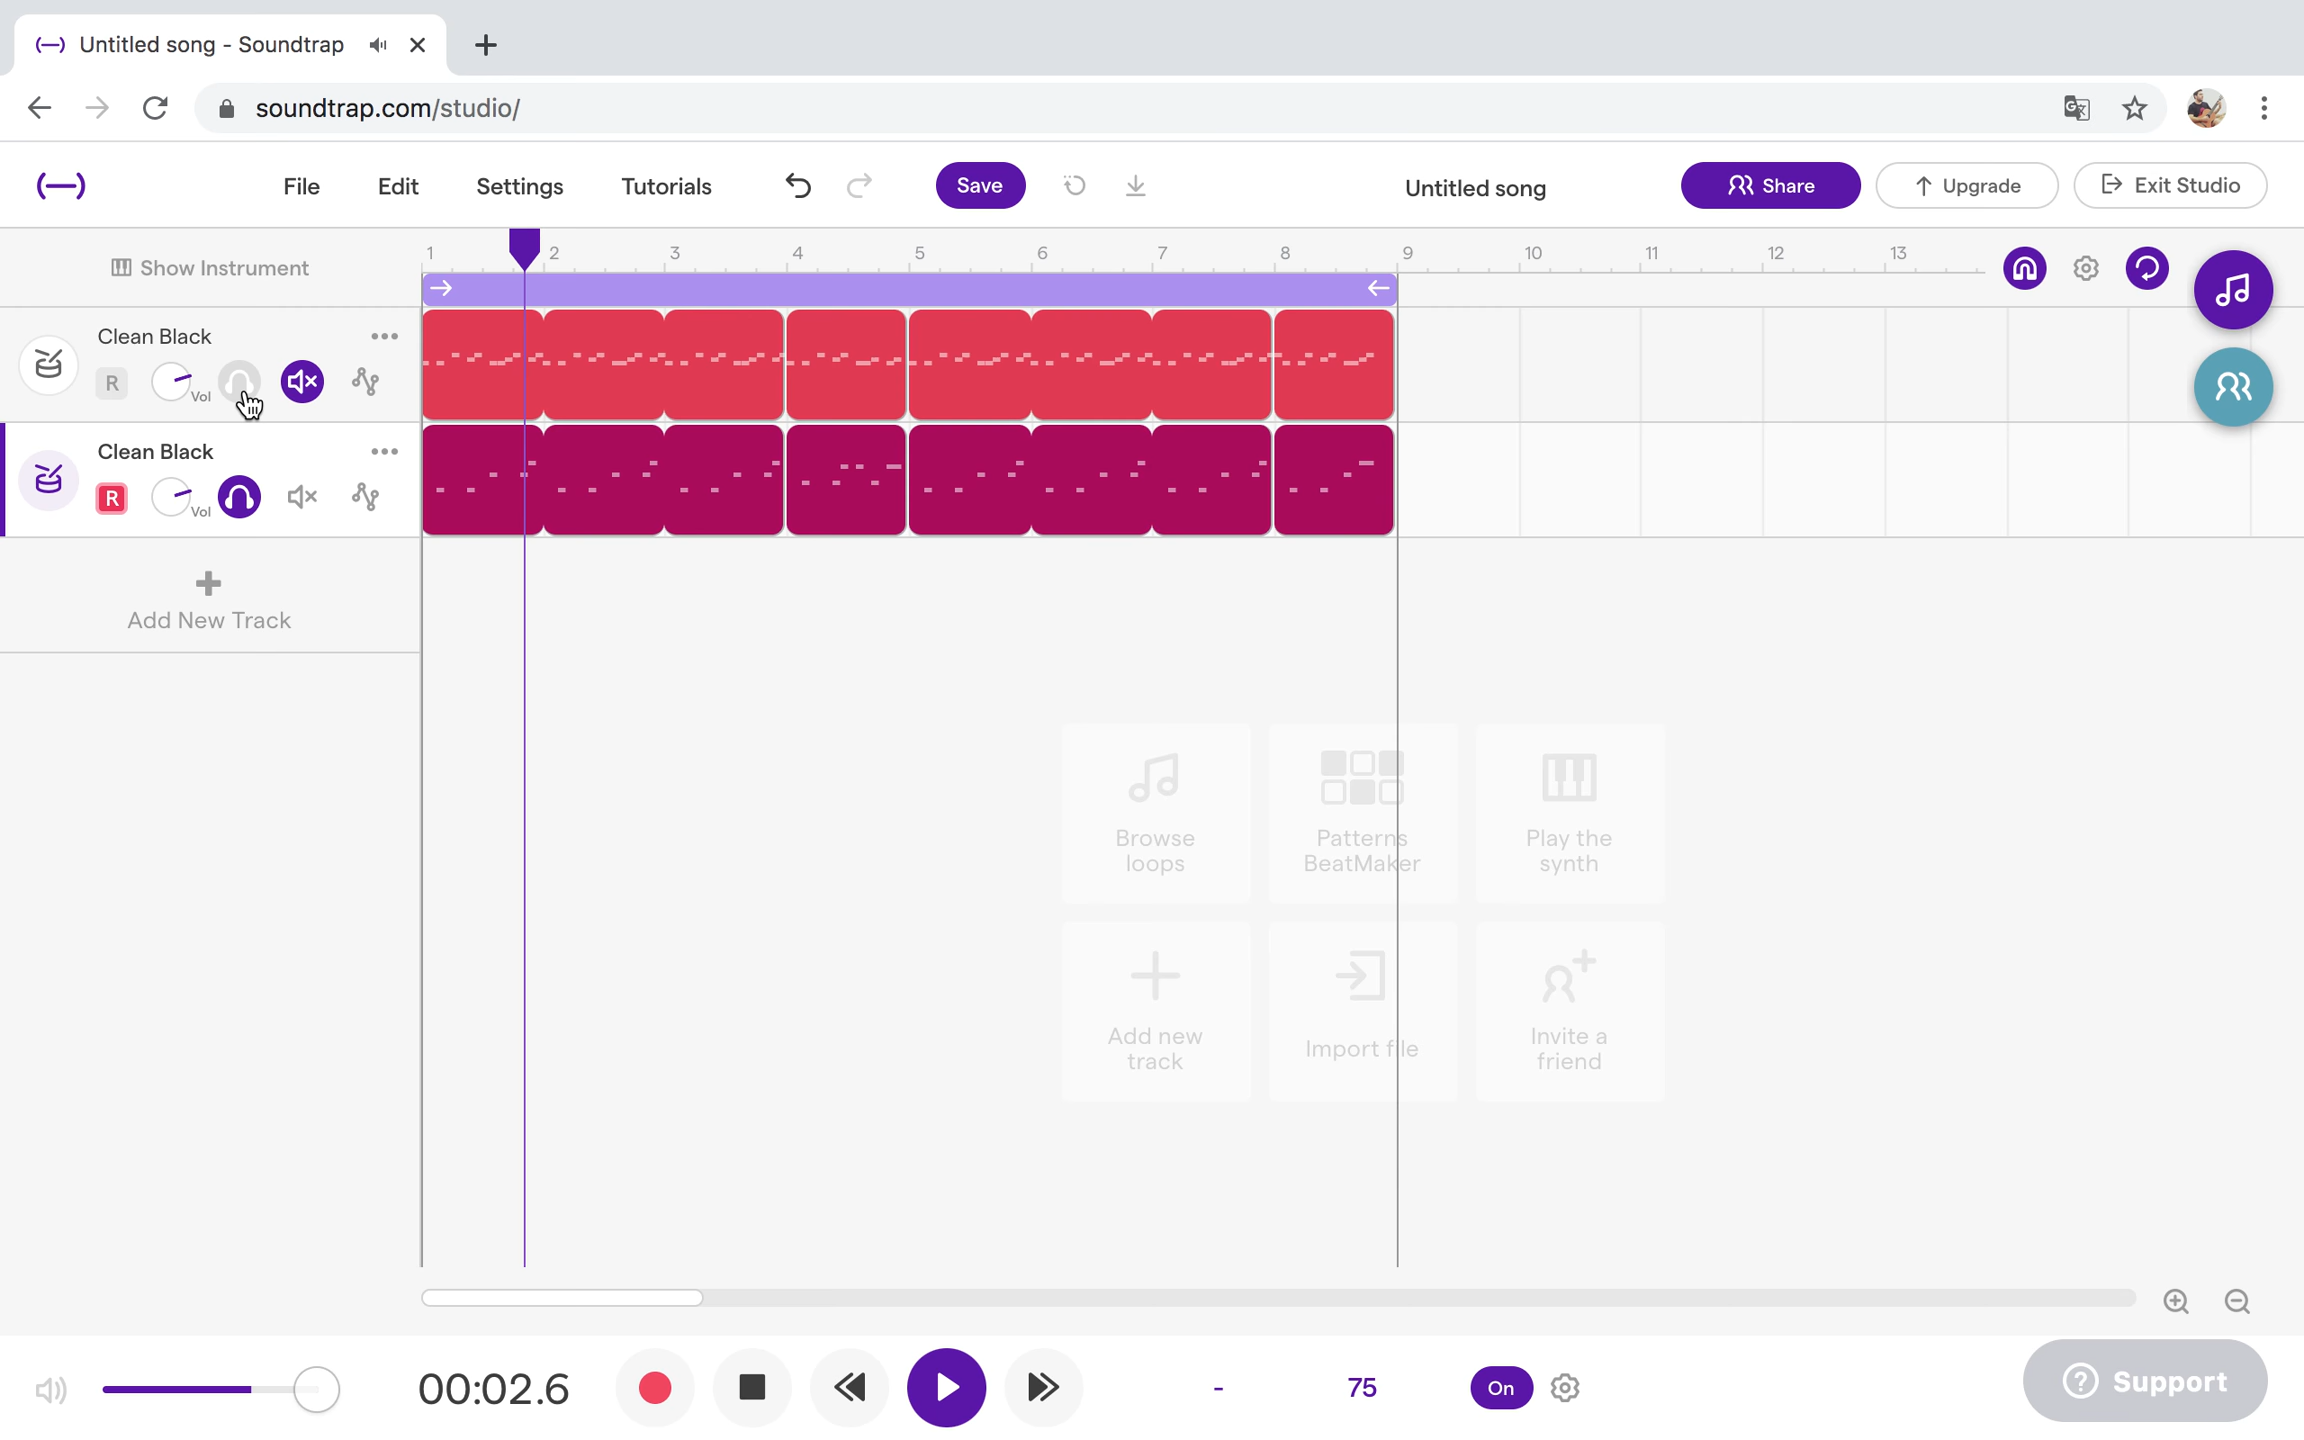 Untitled song - Soundtrap
soundtrap.com/studio/
File Edit Settings Tutorials Save Untitled song Share Upgrade Exit Studio
Show Instrument 1 2 3 4 5 6 7 8 9 10 11 12 13
Clean Black
R Vol
Clean Black
R Vol
Add New Track
Browse
loops
Patterns
BeatMaker
Play the
synth
Add new
track
Import file
Invite a
friend
00:02.6 - 75 On Support